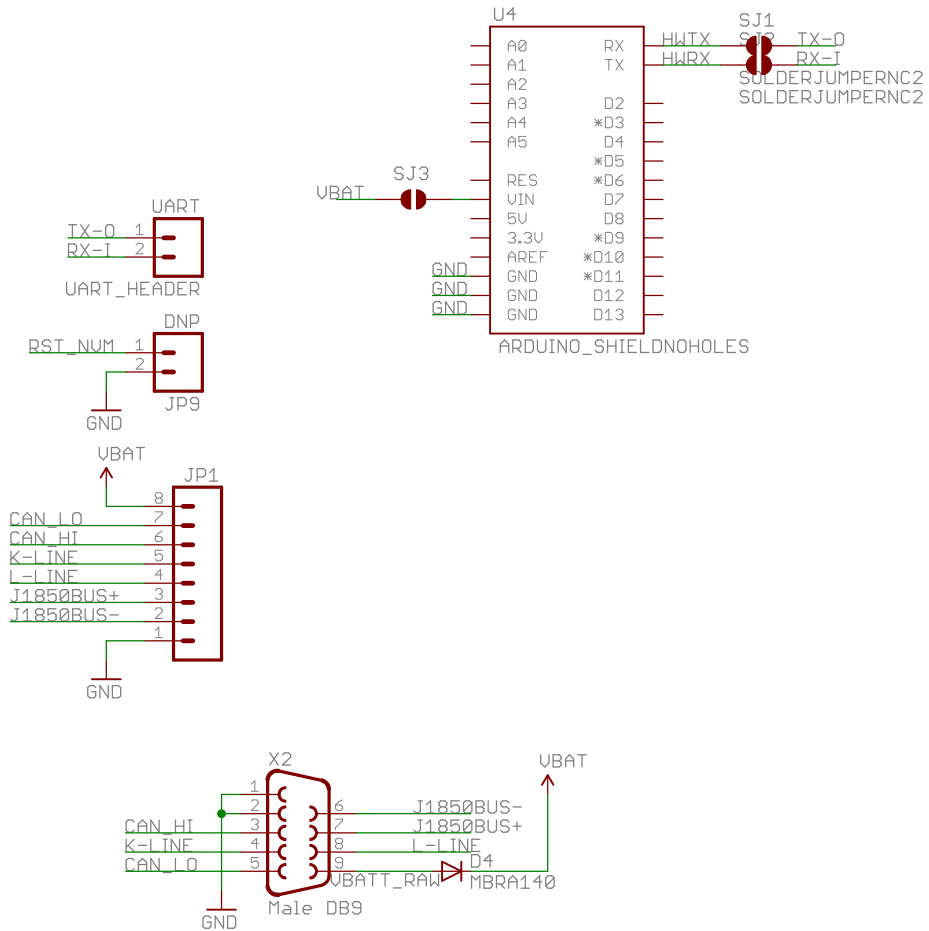 U4
SJ1
SJ2
A0 RX HWTX TX-O
A1 TX HWRX RX-I
SOLDERJUMPERNC2
SOLDERJUMPERNC2
A2
A3 D2
A4 *D3
A5 D4
*D5
RES *D6
SJ3
VBAT VIN D7
5V D8
3.3V *D9
AREF *D10
GND GND *D11
GND GND D12
GND GND D13
ARDUINO_SHIELDNOHOLES
UART
TX-O 1
RX-I 2
UART_HEADER
DNP
RST_NVM 1
2
JP9
GND
VBAT
JP1
8
CAN_LO 7
CAN_HI 6
K-LINE 5
L-LINE 4
J1850BUS+ 3
J1850BUS- 2
1
GND
X2
VBAT
1
2 6 J1850BUS-
CAN_HI 3 7 J1850BUS+
K-LINE 4 8 L-LINE
CAN_LO 5 9 D4
VBATT_RAW MBRA140
Male DB9
GND